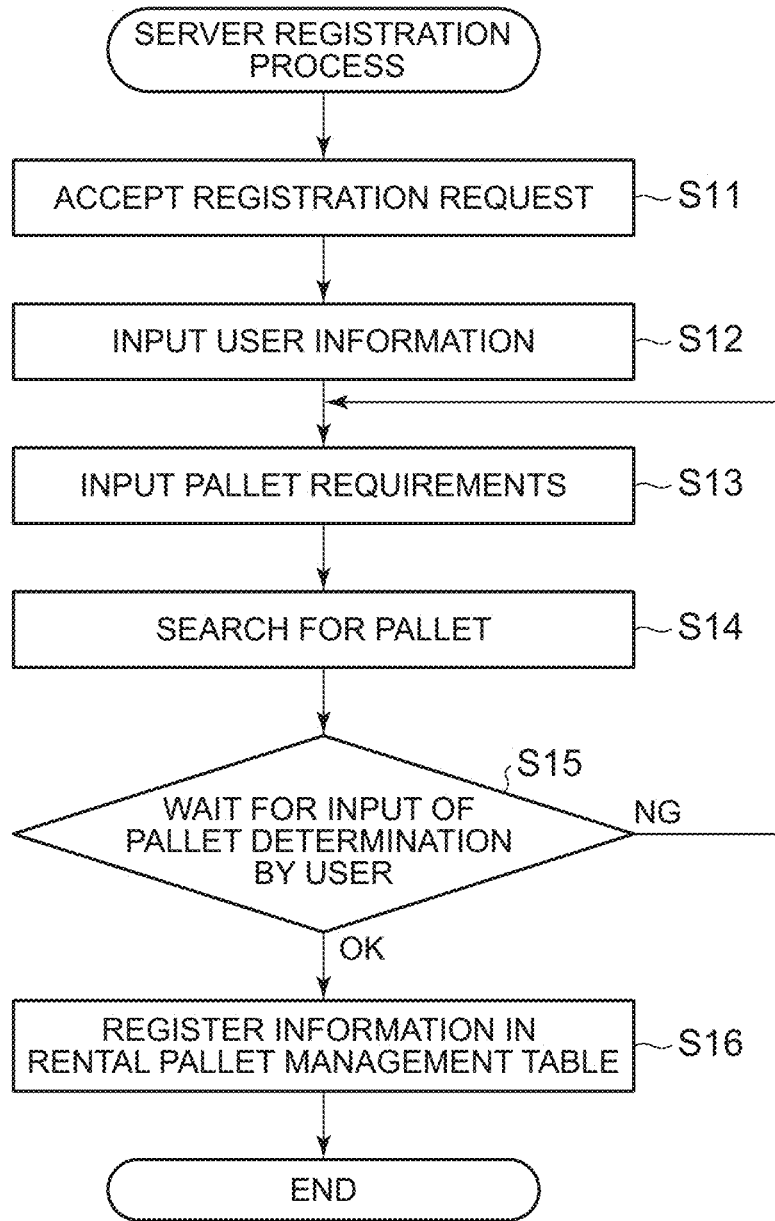 SERVER REGISTRATION
PROCESS
ACCEPT REGISTRATION REQUEST
S11
INPUT USER INFORMATION
S12
INPUT PALLET REQUIREMENTS
S13
SEARCH FOR PALLET
S14
S15
WAIT FOR INPUT OF
PALLET DETERMINATION
BY USER
NG
OK
REGISTER INFORMATION IN
RENTAL PALLET MANAGEMENT TABLE
S16
END